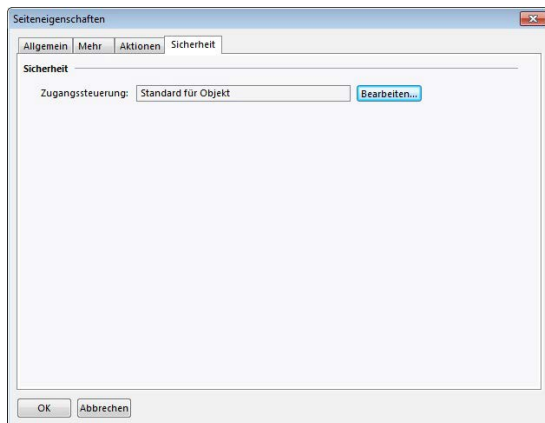 Seiteneigenschaften
Allgemein Mehr Aktionen Sicherheit
Sicherheit
Zugangssteuerung: Standard für Objekt Bearbeiten...
OK Abbrechen